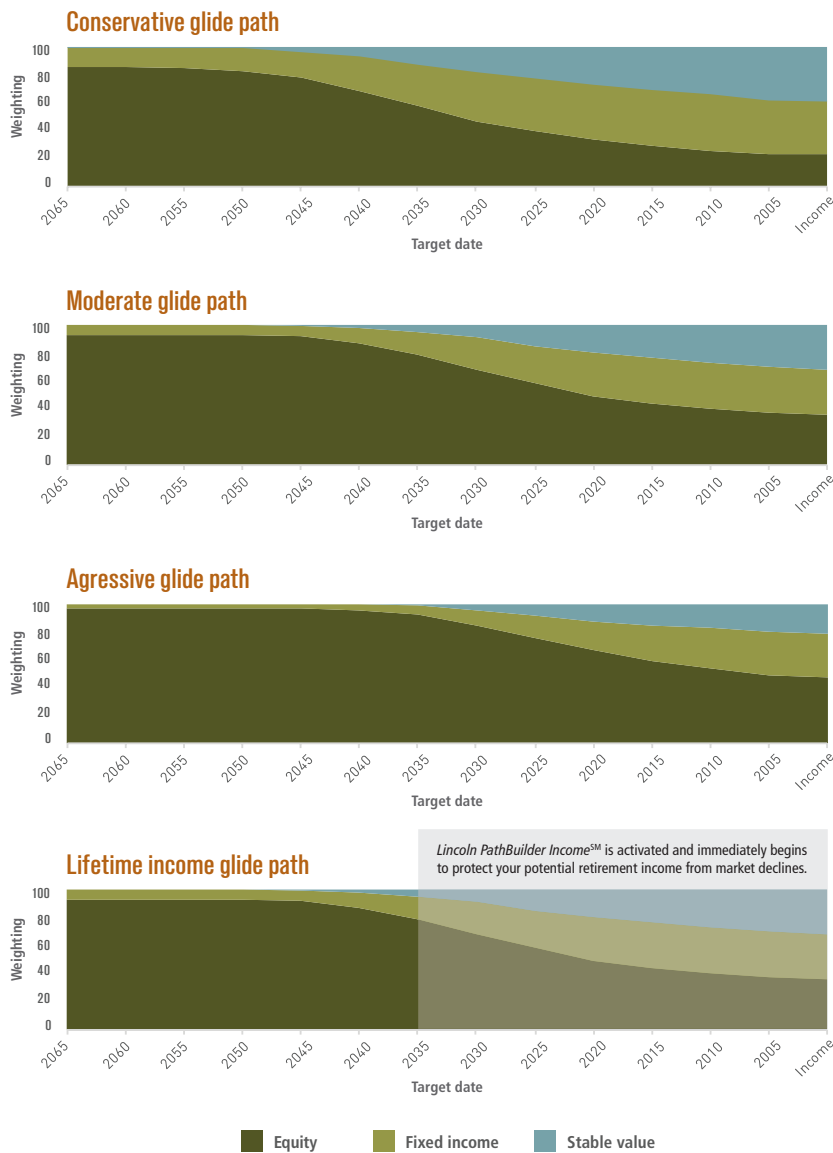 Conservative glide path
Weighting
100
80
60
40
20
0
2065 2060 2055 2050 2045 2040 2035 2030 2025 2020 2015 2010 2005 Income
Target date
Moderate glide path
Weighting
100
80
60
40
20
0
2065 2060 2055 2050 2045 2040 2035 2030 2025 2020 2015 2010 2005 Income
Target date
Agressive glide path
Weighting
100
80
60
40
20
0
2065 2060 2055 2050 2045 2040 2035 2030 2025 2020 2015 2010 2005 Income
Target date
Lifetime income glide path
Lincoln PathBuilder Income℠ is activated and immediately begins
to protect your potential retirement income from market declines.
Weighting
100
80
60
40
20
0
2065 2060 2055 2050 2045 2040 2035 2030 2025 2020 2015 2010 2005 Income
Target date
Equity Fixed income Stable value